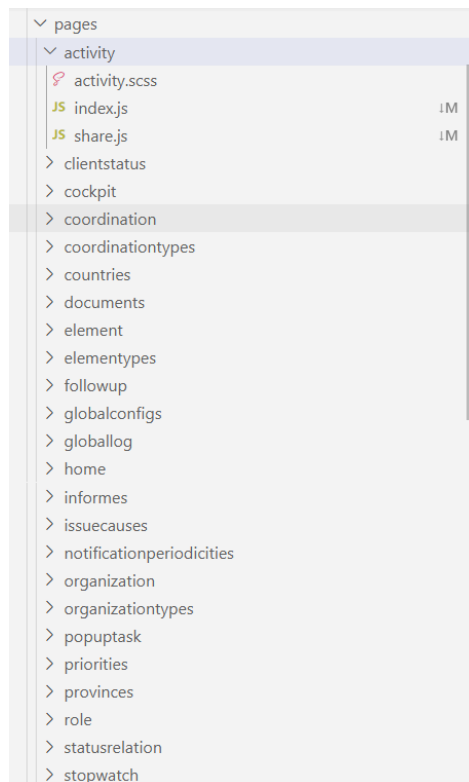 pages
activity
activity.scss
JS index.js ↓M
JS share.js ↓M
clientstatus
cockpit
coordination
coordinationtypes
countries
documents
element
elementypes
followup
globalconfigs
globallog
home
informes
issuecauses
notificationperiodicities
organization
organizationtypes
popuptask
priorities
provinces
role
statusrelation
stopwatch